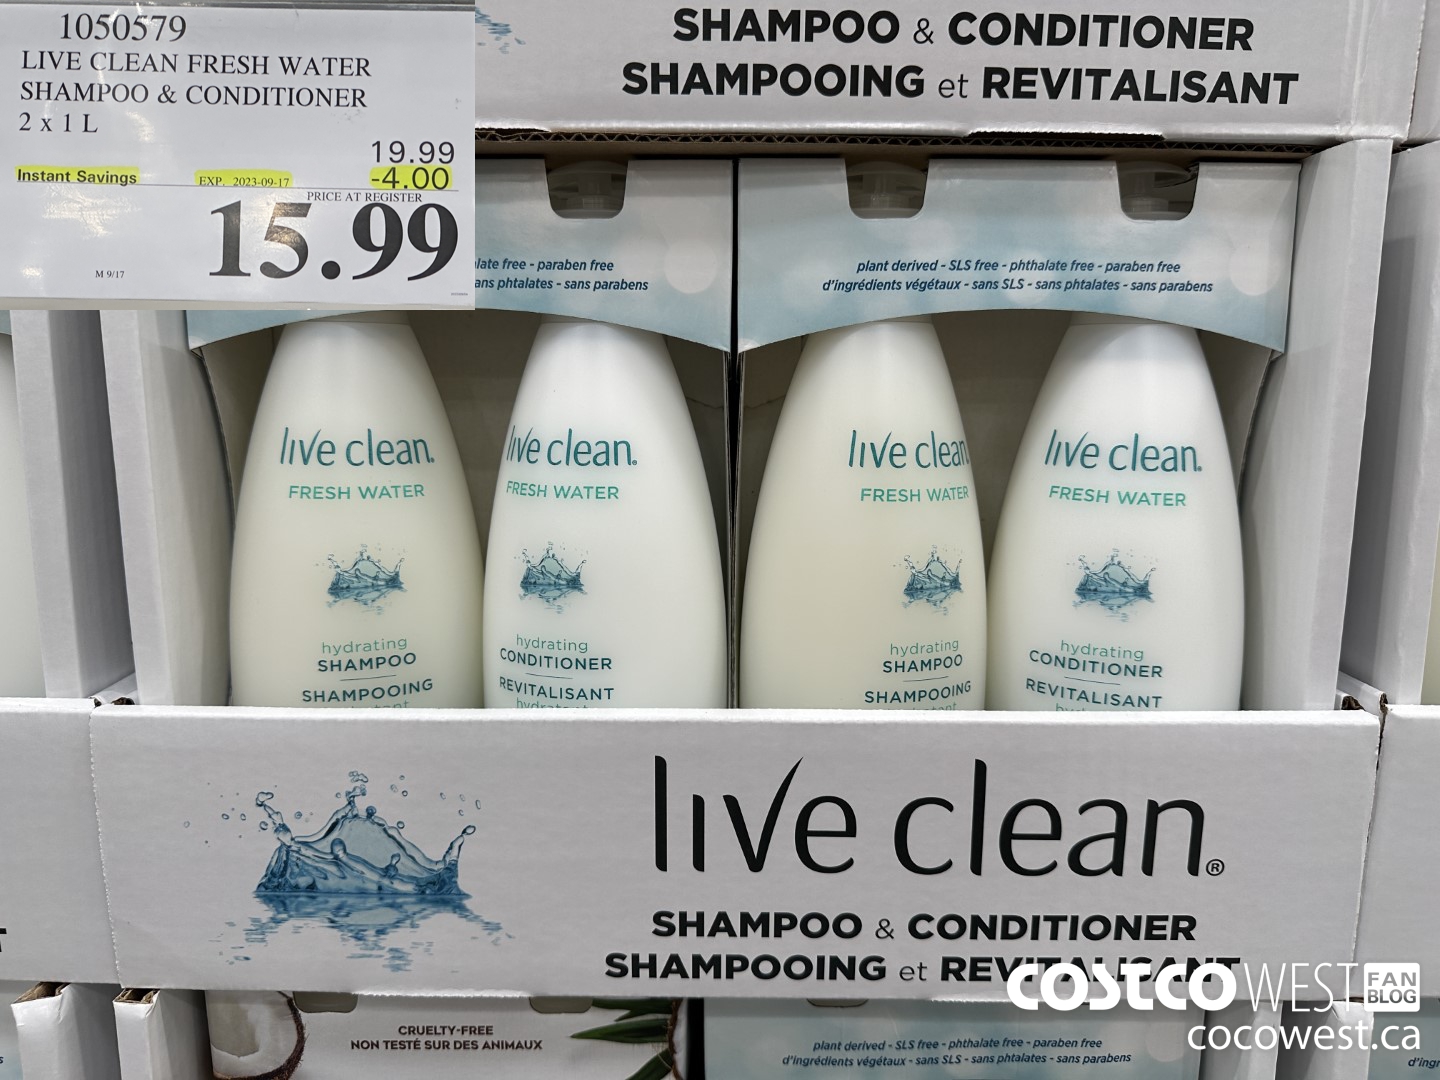 1050579
LIVE CLEAN FRESH WATER
SHAMPOO & CONDITIONER
2 x 1 L
19.99
Instant Savings EXP. 2023-09-17 -4.00
PRICE AT REGISTER
15.99
M 9/17
SHAMPOO & CONDITIONER
SHAMPOOING et REVITALISANT
free - paraben free
sans parabens
plant derived - SLS free - phthalate free - paraben free
d'ingrédients végétaux - sans SLS - sans phtalates - sans parabens
live clean.
FRESH WATER
hydrating
SHAMPOO
SHAMPOOING
live clean.
FRESH WATER
hydrating
CONDITIONER
REVITALISANT
live clean
FRESH WATER
hydrating
SHAMPOO
SHAMPOOING
live clean.
FRESH WATER
hydrating
CONDITIONER
REVITALISANT
live clean.®
SHAMPOO & CONDITIONER
SHAMPOOING et REVITALISANT
CRUELTY-FREE
NON TESTÉ SUR DES ANIMAUX
plant derived - SLS free - phthalate free - paraben free
d'ingrédients végétaux - sans SLS - sans phtalates - sans parabens
COSTCO WEST FAN BLOG
cocowest.ca